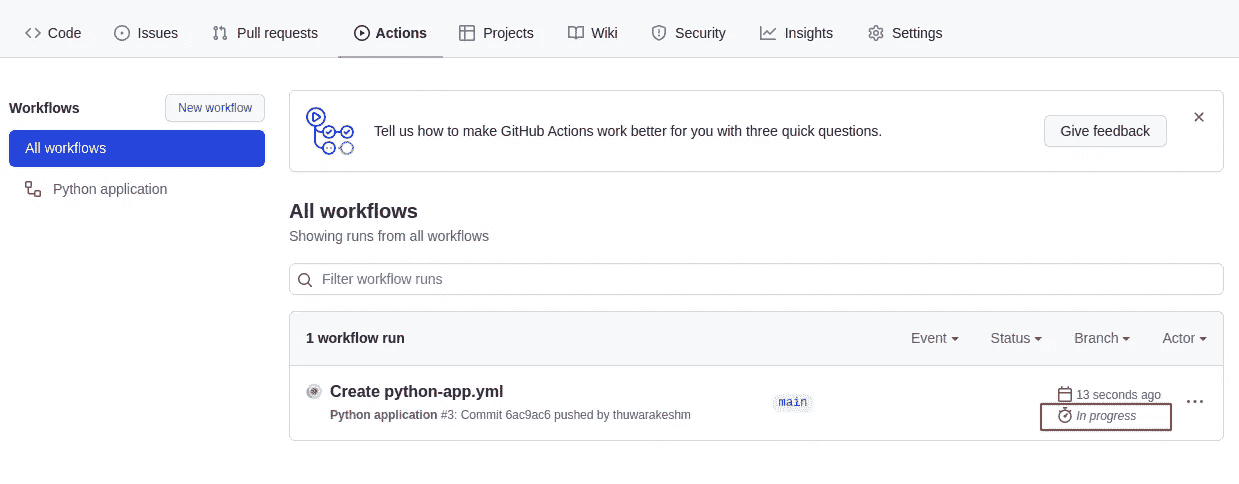 Code Issues Pull requests Actions Projects Wiki Security Insights Settings
Workflows
New workflow
All workflows
Python application
Tell us how to make GitHub Actions work better for you with three quick questions.
Give feedback
All workflows
Showing runs from all workflows
Filter workflow runs
1 workflow run
Event Status Branch Actor
Create python-app.yml
Python application #3: Commit 6ac9ac6 pushed by thuwarakeshm
main
13 seconds ago
In progress